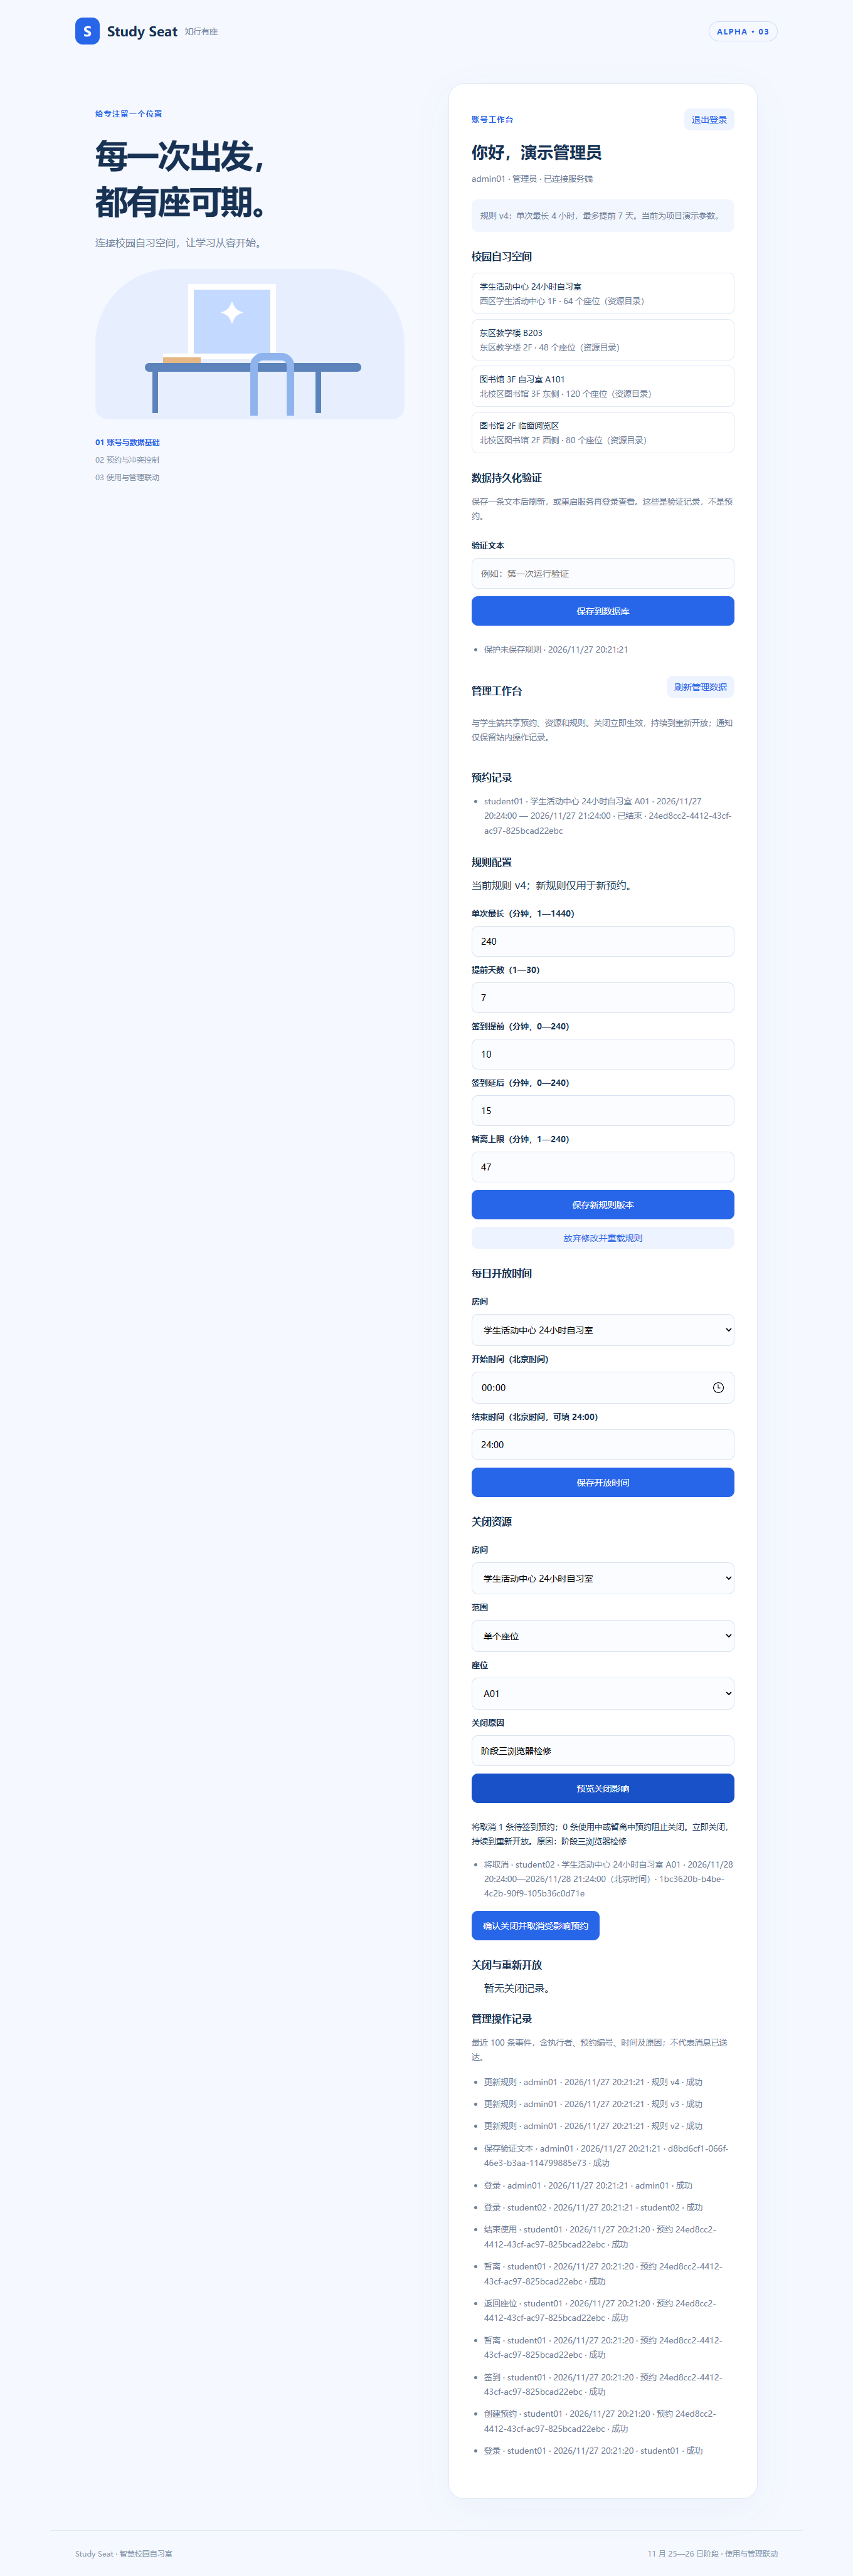 S Study Seat 知行有座
ALPHA · 03
给专注留一个位置
每一次出发，
都有座可期。
连接校园自习空间，让学习从容开始。
01 账号与数据基础
02 预约与冲突控制
03 使用与管理联动
账号工作台
退出登录
你好，演示管理员
admin01 · 管理员 · 已连接服务端
规则 v4：单次最长 4 小时，最多提前 7 天。当前为项目演示参数。
校园自习空间
学生活动中心 24小时自习室
西区学生活动中心 1F · 64 个座位（资源目录）
东区教学楼 B203
东区教学楼 2F · 48 个座位（资源目录）
图书馆 3F 自习室 A101
北校区图书馆 3F 东侧 · 120 个座位（资源目录）
图书馆 2F 临窗阅览区
北校区图书馆 2F 西侧 · 80 个座位（资源目录）
数据持久化验证
保存一条文本后刷新，或重启服务再登录查看。这些是验证记录，不是预
约。
验证文本
例如：第一次运行验证
保存到数据库
保护未保存规则 · 2026/11/27 20:21:21
管理工作台
刷新管理数据
与学生端共享预约、资源和规则。关闭立即生效，持续到重新开放；通知
仅保留站内操作记录。
预约记录
student01 · 学生活动中心 24小时自习室 A01 · 2026/11/27
20:24:00 — 2026/11/27 21:24:00 · 已结束 · 24ed8cc2-4412-43cf-
ac97-825bcad22ebc
规则配置
当前规则 v4；新规则仅用于新预约。
单次最长（分钟，1—1440）
240
提前天数（1—30）
7
签到提前（分钟，0—240）
10
签到延后（分钟，0—240）
15
暂离上限（分钟，1—240）
47
保存新规则版本
放弃修改并重载规则
每日开放时间
房间
学生活动中心 24小时自习室
开始时间（北京时间）
00:00
结束时间（北京时间，可填 24:00）
24:00
保存开放时间
关闭资源
房间
学生活动中心 24小时自习室
范围
单个座位
座位
A01
关闭原因
阶段三浏览器检修
预览关闭影响
将取消 1 条待签到预约；0 条使用中或暂离中预约阻止关闭。立即关闭，
持续到重新开放。原因：阶段三浏览器检修
将取消 · student02 · 学生活动中心 24小时自习室 A01 · 2026/11/28
20:24:00—2026/11/28 21:24:00（北京时间）· 1bc3620b-b4be-
4c2b-90f9-105b36c0d71e
确认关闭并取消受影响预约
关闭与重新开放
暂无关闭记录。
管理操作记录
最近 100 条事件，含执行者、预约编号、时间及原因；不代表消息已送
达。
更新规则 · admin01 · 2026/11/27 20:21:21 · 规则 v4 · 成功
更新规则 · admin01 · 2026/11/27 20:21:21 · 规则 v3 · 成功
更新规则 · admin01 · 2026/11/27 20:21:21 · 规则 v2 · 成功
保存验证文本 · admin01 · 2026/11/27 20:21:21 · d8bd6cf1-066f-
46e3-b3aa-114799885e73 · 成功
登录 · admin01 · 2026/11/27 20:21:21 · admin01 · 成功
登录 · student02 · 2026/11/27 20:21:21 · student02 · 成功
结束使用 · student01 · 2026/11/27 20:21:20 · 预约 24ed8cc2-
4412-43cf-ac97-825bcad22ebc · 成功
暂离 · student01 · 2026/11/27 20:21:20 · 预约 24ed8cc2-4412-
43cf-ac97-825bcad22ebc · 成功
返回座位 · student01 · 2026/11/27 20:21:20 · 预约 24ed8cc2-
4412-43cf-ac97-825bcad22ebc · 成功
暂离 · student01 · 2026/11/27 20:21:20 · 预约 24ed8cc2-4412-
43cf-ac97-825bcad22ebc · 成功
签到 · student01 · 2026/11/27 20:21:20 · 预约 24ed8cc2-4412-
43cf-ac97-825bcad22ebc · 成功
创建预约 · student01 · 2026/11/27 20:21:20 · 预约 24ed8cc2-
4412-43cf-ac97-825bcad22ebc · 成功
登录 · student01 · 2026/11/27 20:21:20 · student01 · 成功
Study Seat · 智慧校园自习室
11 月 25—26 日阶段 · 使用与管理联动